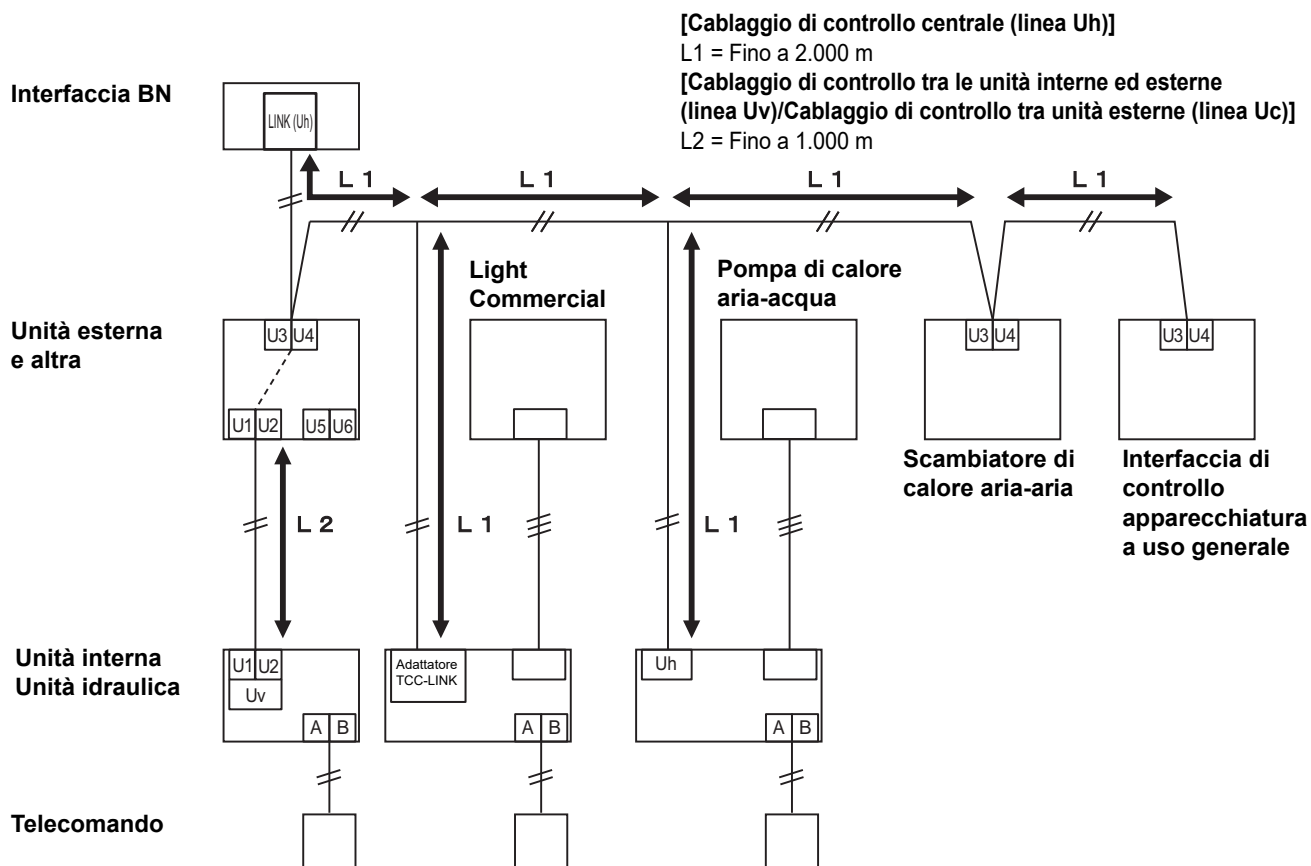 [Cablaggio di controllo centrale (linea Uh)]
L1 = Fino a 2.000 m
[Cablaggio di controllo tra le unità interne ed esterne
(linea Uv)/Cablaggio di controllo tra unità esterne (linea Uc)]
L2 = Fino a 1.000 m
Interfaccia BN
LINK (Uh)
L 1
L 1
L 1
L 1
Light
Commercial
Pompa di calore
aria-acqua
Unità esterna
e altra
U3 U4
U3 U4
U3 U4
U1 U2
U5 U6
Scambiatore di
calore aria-aria
Interfaccia di
controllo
apparecchiatura
a uso generale
L 2
L 1
L 1
Unità interna
Unità idraulica
U1 U2
Uv
Adattatore
TCC-LINK
Uh
A B
A B
A B
Telecomando